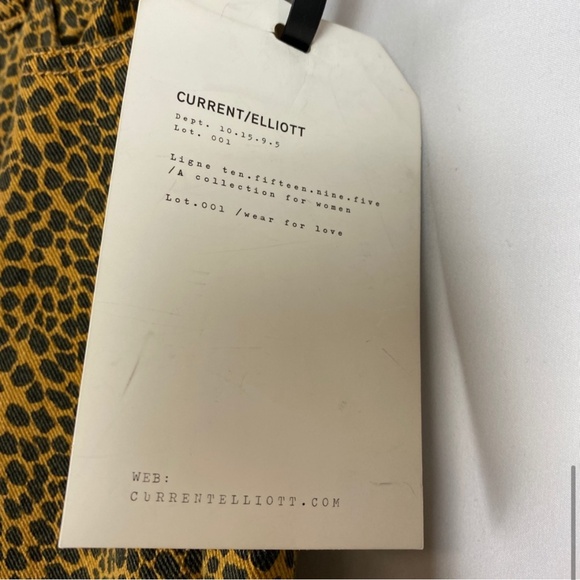 CURRENT/ELLIOTT
Dept. 10.15.9.5
Lot. 001
Ligne ten.fifteen.nine.five
/A collection for women
Lot.001 /wear for love
WEB:
CURRENTELLIOTT.COM